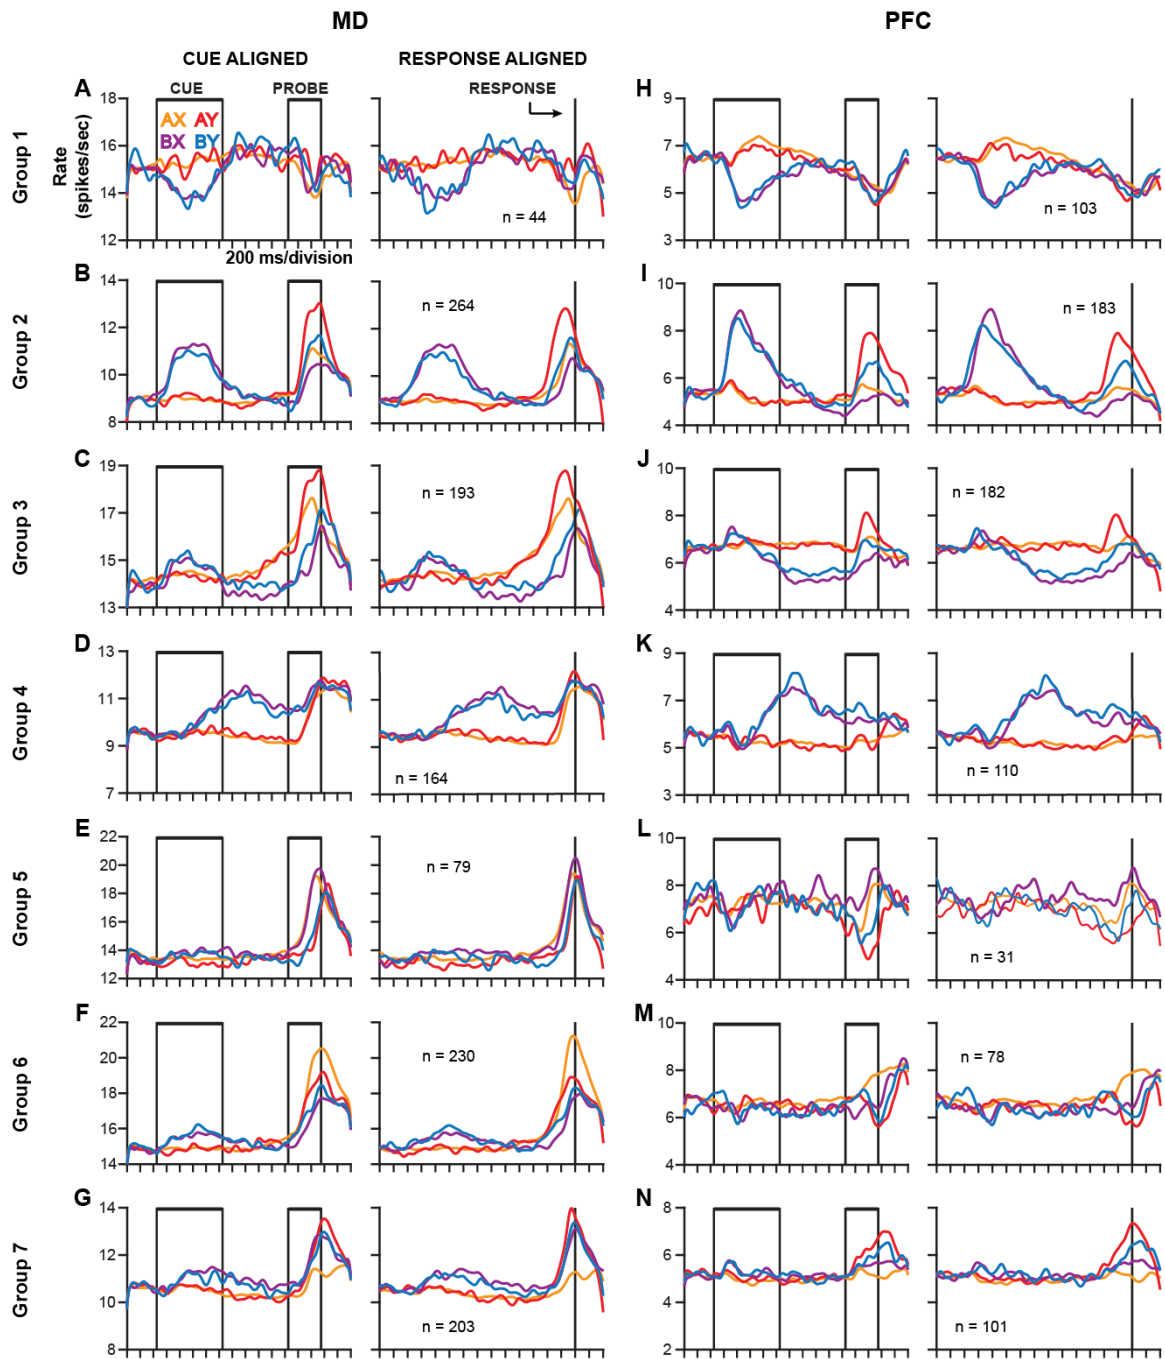 MD
PFC
CUE ALIGNED
RESPONSE ALIGNED
A
CUE
PROBE
RESPONSE
H
Group 1
Rate
(spikes/sec)
18
16
14
12
AX AY
BX BY
n = 44
9
7
5
3
n = 103
200 ms/division
B
Group 2
14
12
10
8
n = 264
I
10
8
6
4
n = 183
C
Group 3
19
17
15
13
n = 193
J
10
8
6
4
n = 182
D
Group 4
13
11
9
7
n = 164
K
9
7
5
3
n = 110
E
Group 5
22
20
18
16
14
12
n = 79
L
10
8
6
4
n = 31
F
Group 6
22
20
18
16
14
n = 230
M
10
8
6
4
n = 78
G
Group 7
14
12
10
8
n = 203
N
8
6
4
2
n = 101